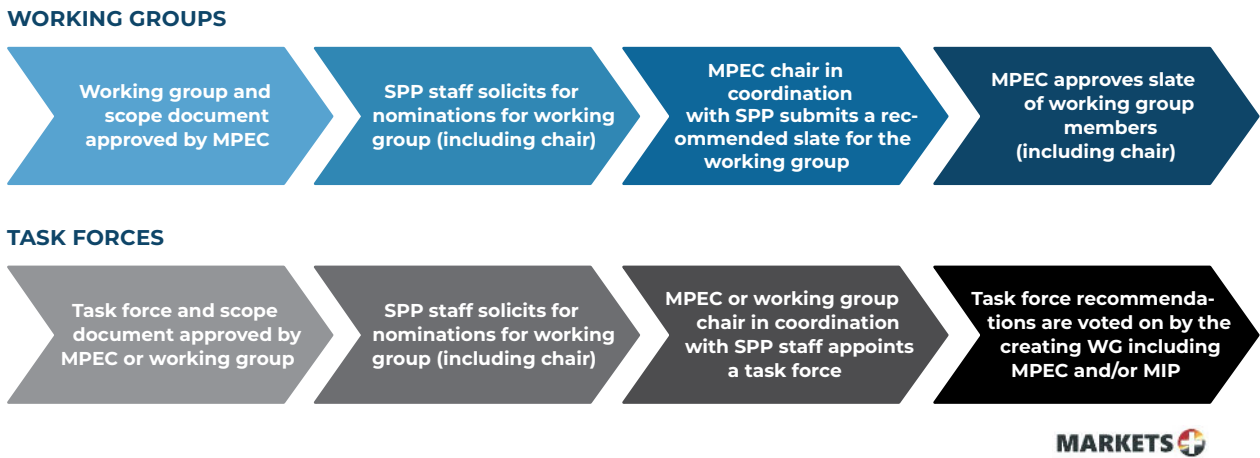 WORKING GROUPS
Working group and
scope document
approved by MPEC
SPP staff solicits for
nominations for working
group (including chair)
MPEC chair in
coordination
with SPP submits a rec-
ommended slate for the
working group
MPEC approves slate
of working group
members
(including chair)
TASK FORCES
Task force and scope
document approved by
MPEC or working group
SPP staff solicits for
nominations for working
group (including chair)
MPEC or working group
chair in coordination
with SPP staff appoints
a task force
Task force recommenda-
tions are voted on by the
creating WG including
MPEC and/or MIP
MARKETS+